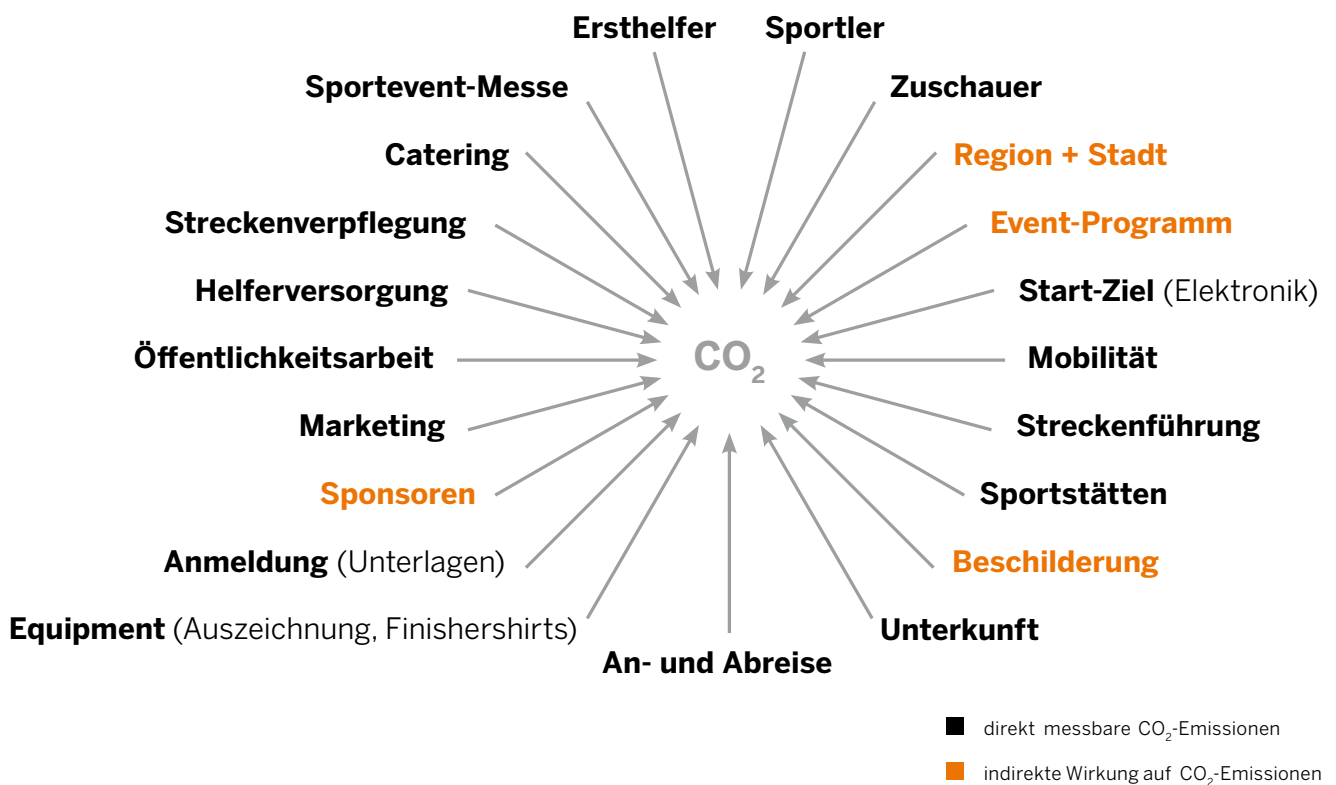 Ersthelfer
Sportler
Sportevent-Messe
Zuschauer
Catering
Region + Stadt
Streckenverpflegung
Event-Programm
Helferversorgung
Start-Ziel (Elektronik)
Öffentlichkeitsarbeit
CO₂
Mobilität
Marketing
Streckenführung
Sponsoren
Sportstätten
Anmeldung (Unterlagen)
Beschilderung
Equipment (Auszeichnung, Finishershirts)
Unterkunft
An- und Abreise
direkt messbare CO₂-Emissionen
indirekte Wirkung auf CO₂-Emissionen